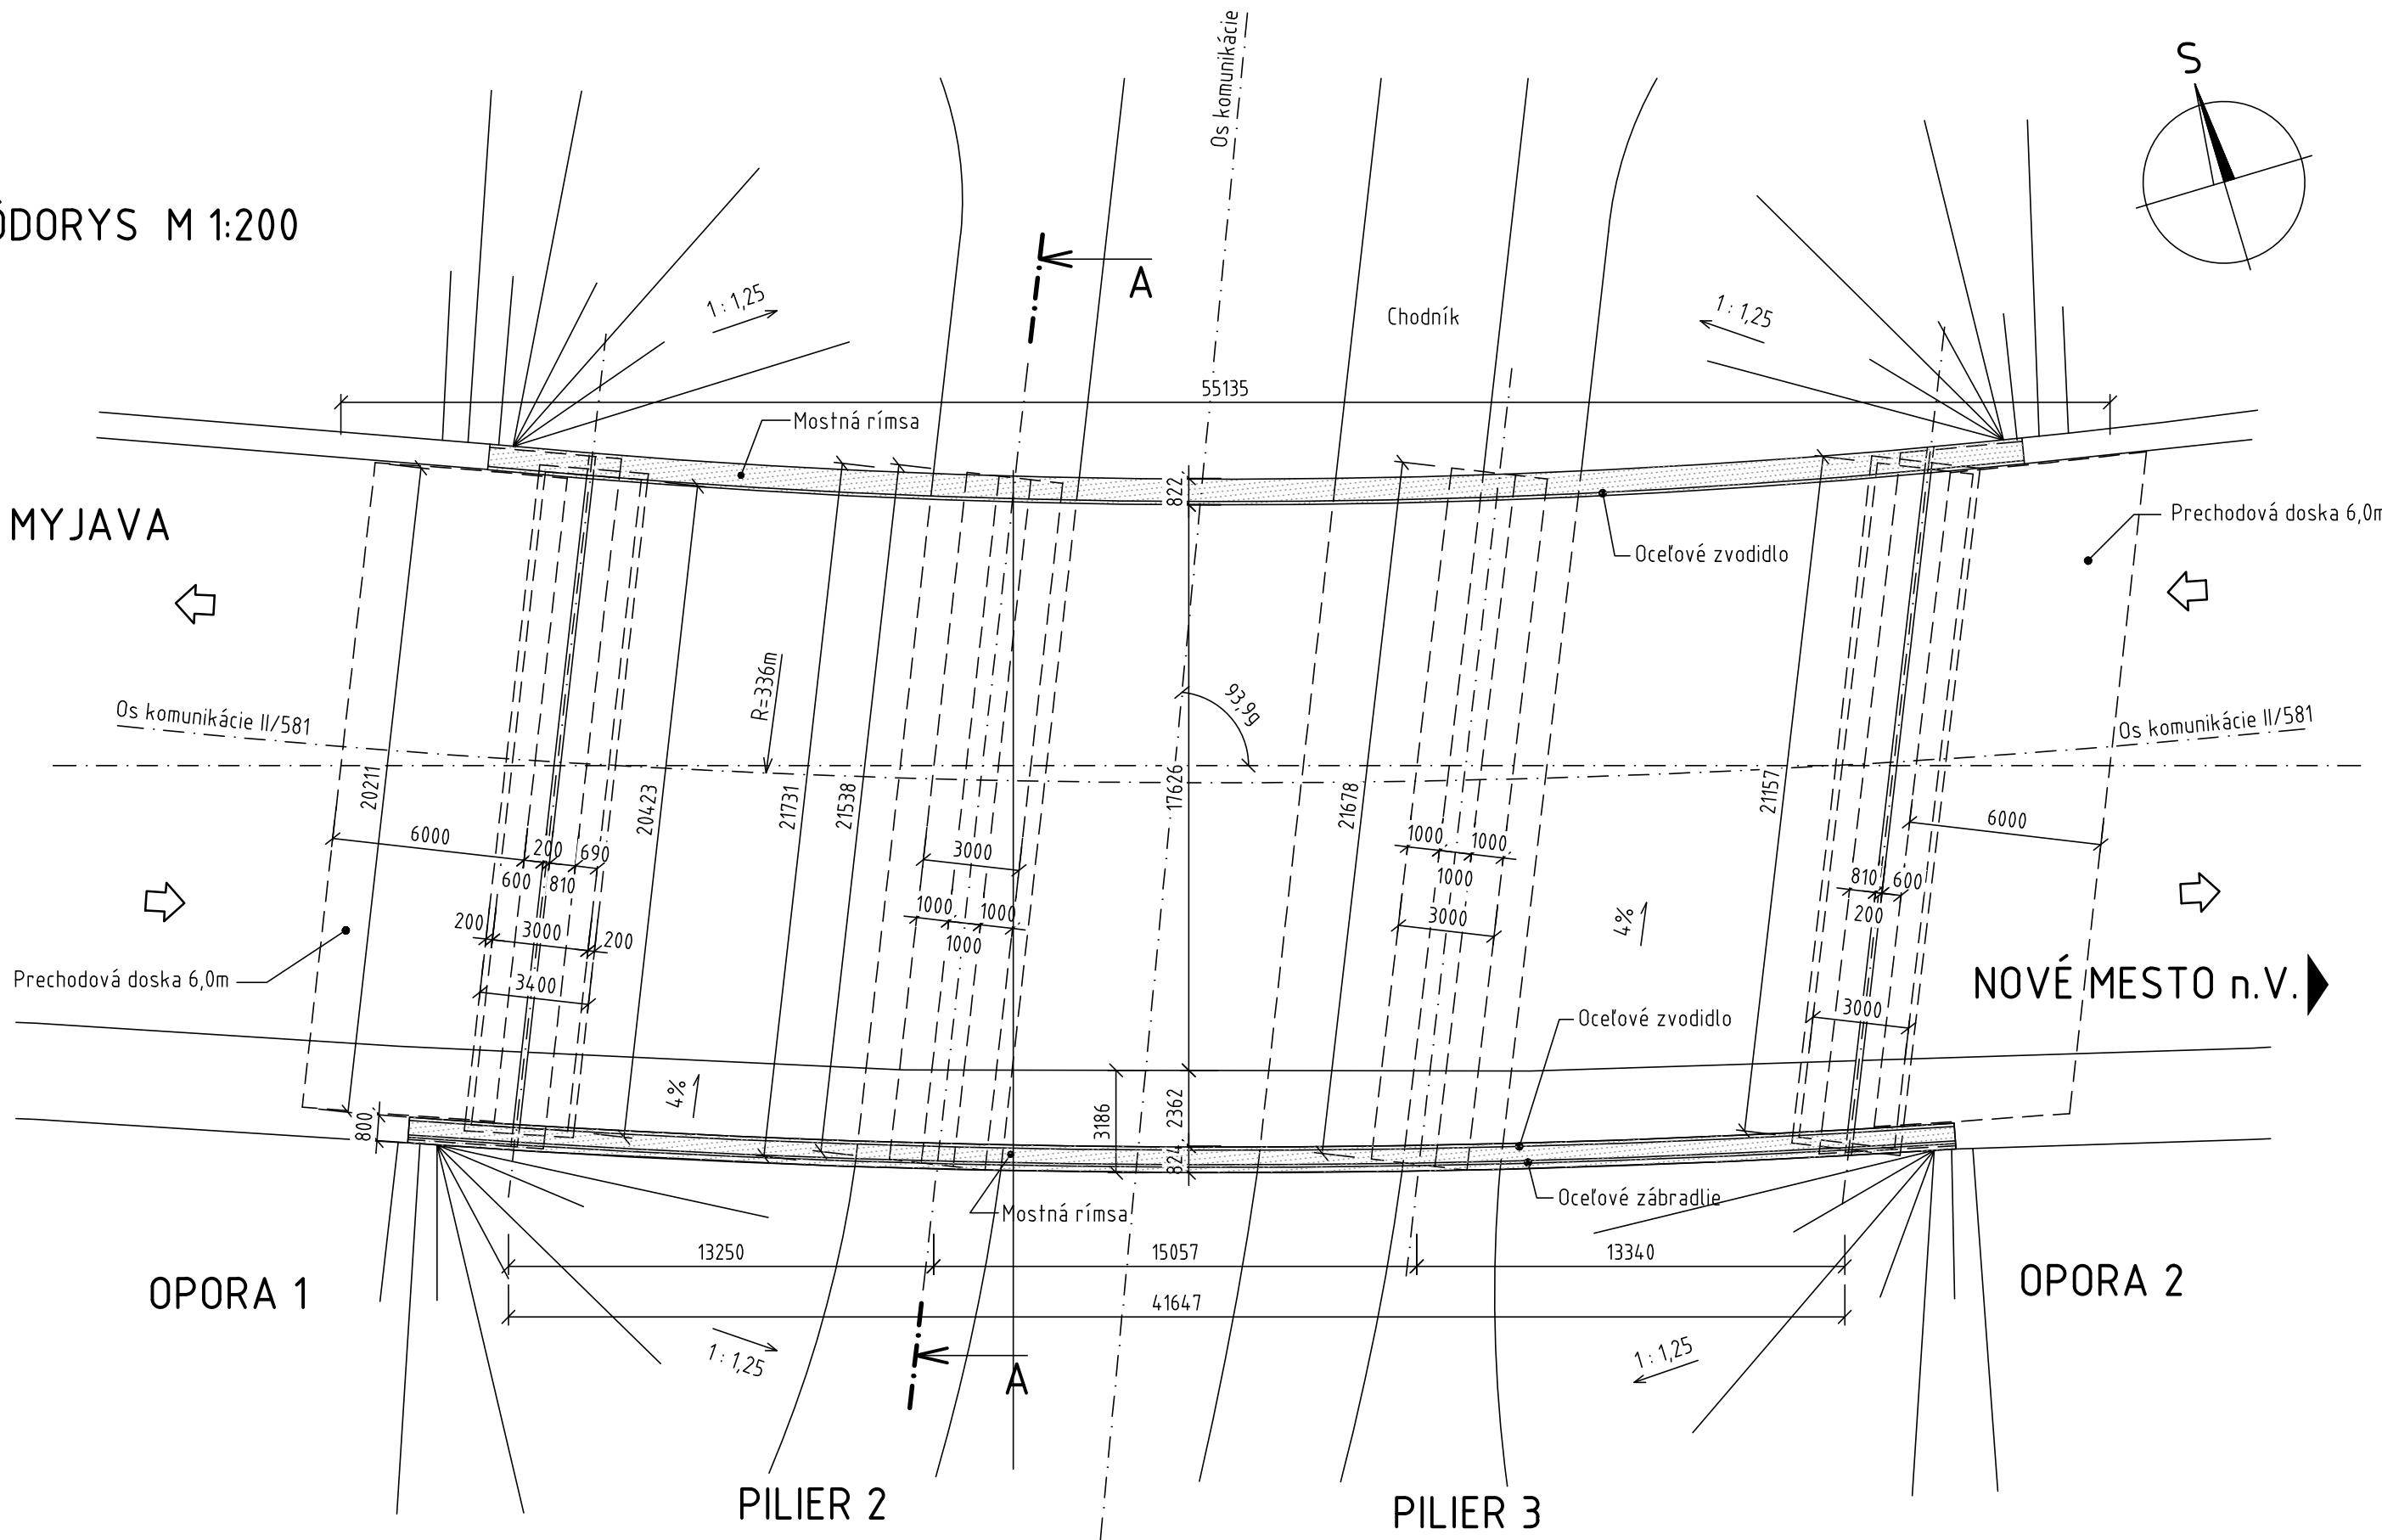 S
Os komunikácie
ÔDORYS M 1:200
A
1 : 1,25
Chodník
1 : 1,25
55135
Mostná rímsa
822
MYJAVA
Prechodová doska 6,0m
Oceľové zvodidlo
R=336m
93,9g
Os komunikácie II/581
Os komunikácie II/581
20211
20423
21731
21538
17626
21678
21157
6000
200
690
600
810
3000
1000
1000
1000
6000
810
600
200
200
3000
200
3400
1000
1000
1000
3000
4%
3000
Prechodová doska 6,0m
NOVÉ MESTO n.V.
Oceľové zvodidlo
4%
800
3186
2362
824
Mostná rímsa
Oceľové zábradlie
13250
15057
13340
OPORA 1
41647
OPORA 2
1 : 1,25
A
1 : 1,25
PILIER 2
PILIER 3